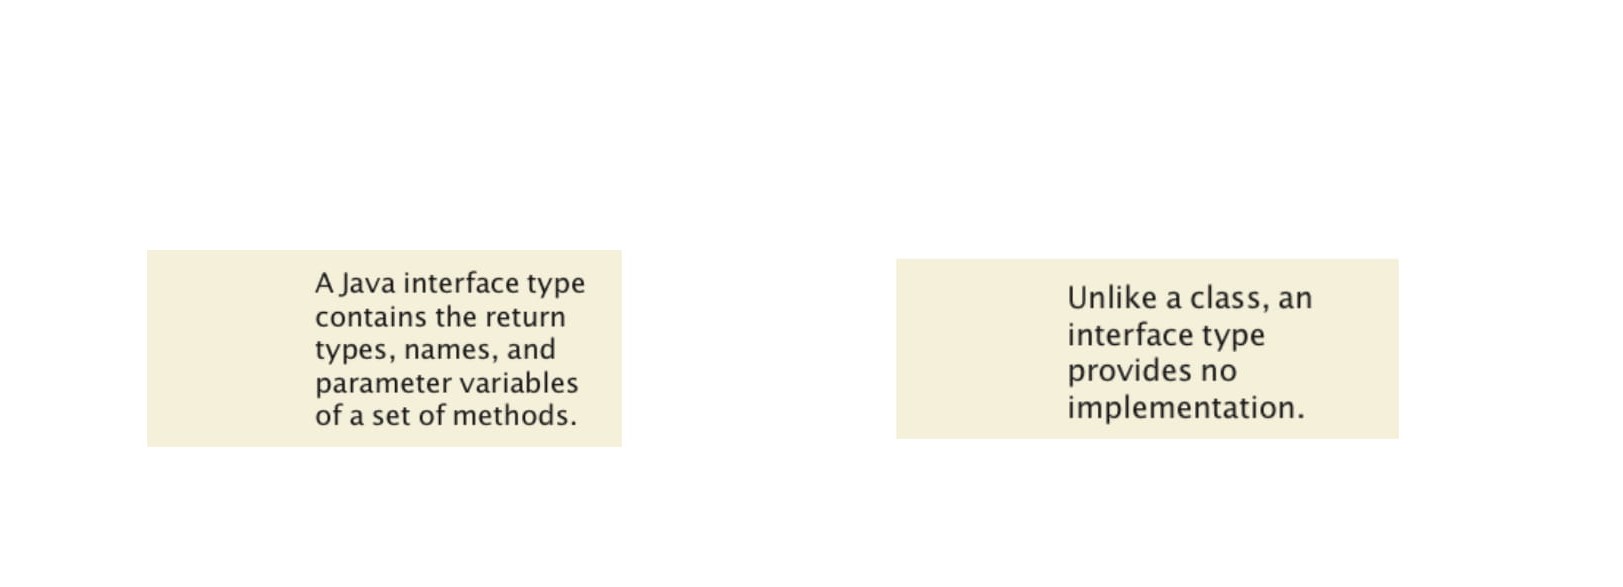 A Java interface type
contains the return
types, names, and
parameter variables
of a set of methods.
Unlike a class, an
interface type
provides no
implementation.